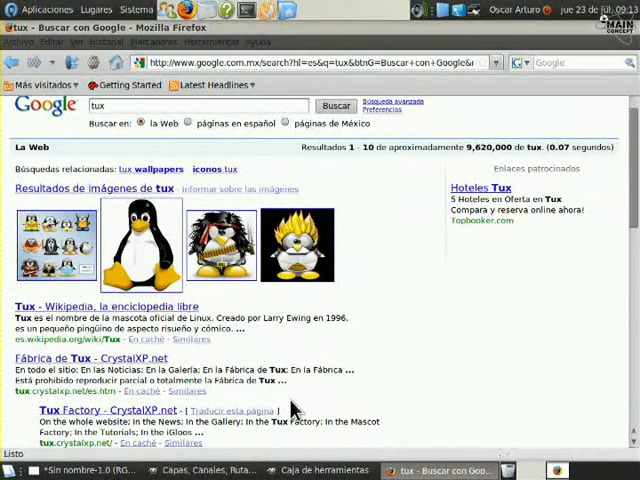 Aplicaciones Lugares Sistema
Oscar Arturo jue 23 de jul, 09:13
MAIN CONCEPT
tux - Buscar con Google - Mozilla Firefox
Archivo Editar Ver Historial Marcadores Herramientas Ayuda
http://www.google.com.mx/search?hl=es&q=tux&btnG=Buscar+con+Google&r
Google
Más visitados Getting Started Latest Headlines
Google tux Buscar
Búsqueda avanzada
Preferencias
Buscar en: la Web páginas en español páginas de México
La Web
Resultados 1 - 10 de aproximadamente 9,620,000 de tux. (0.07 segundos)
Búsquedas relacionadas: tux wallpapers iconos tux
Enlaces patrocinados
Resultados de imágenes de tux - Informar sobre las imágenes
Hoteles Tux
5 Hoteles en Oferta en Tux
Compara y reserva online ahora!
Topbooker.com
Tux - Wikipedia, la enciclopedia libre
Tux es el nombre de la mascota oficial de Linux. Creado por Larry Ewing en 1996,
es un pequeño pingüino de aspecto risueño y cómico. ...
es.wikipedia.org/wiki/Tux - En caché - Similares
Fábrica de Tux - CrystalXP.net
En todo el sitio; En las Noticias; En la Galería; En la Fábrica de Tux; En la Fábrica ...
Está prohibido reproducir parcial o totalmente la Fábrica de Tux ...
tux.crystalxp.net/es.htm - En caché - Similares
Tux Factory - CrystalXP.net - [ Traducir esta página ]
On the whole website; In the News; In the Gallery; In the Tux Factory; In the Mascot
Factory; In the Tutorials; In the iGloos ...
tux.crystalxp.net/ - En caché - Similares
Listo
*Sin nombre-1.0 (RG... Capas, Canales, Ruta... Caja de herramientas tux - Buscar con Goo...